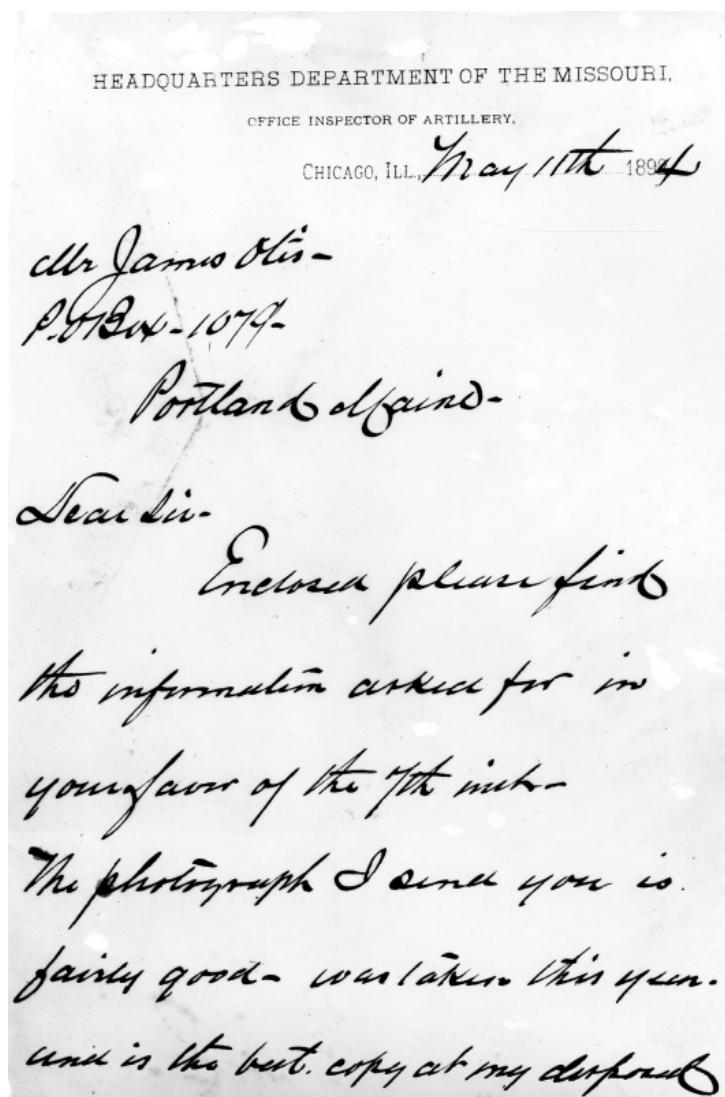 HEADQUARTERS DEPARTMENT OF THE MISSOURI,
OFFICE INSPECTOR OF ARTILLERY,
CHICAGO, ILL., May 11th 1894
Mr James Otis-
P.O Box-1079-
Portland Maine-
Dear Sir-
Enclosed please find
the information asked for in
your favor of the 7th inst-
The photograph I send you is
fairly good- was taken this year.
and is the best. copy at my disposal